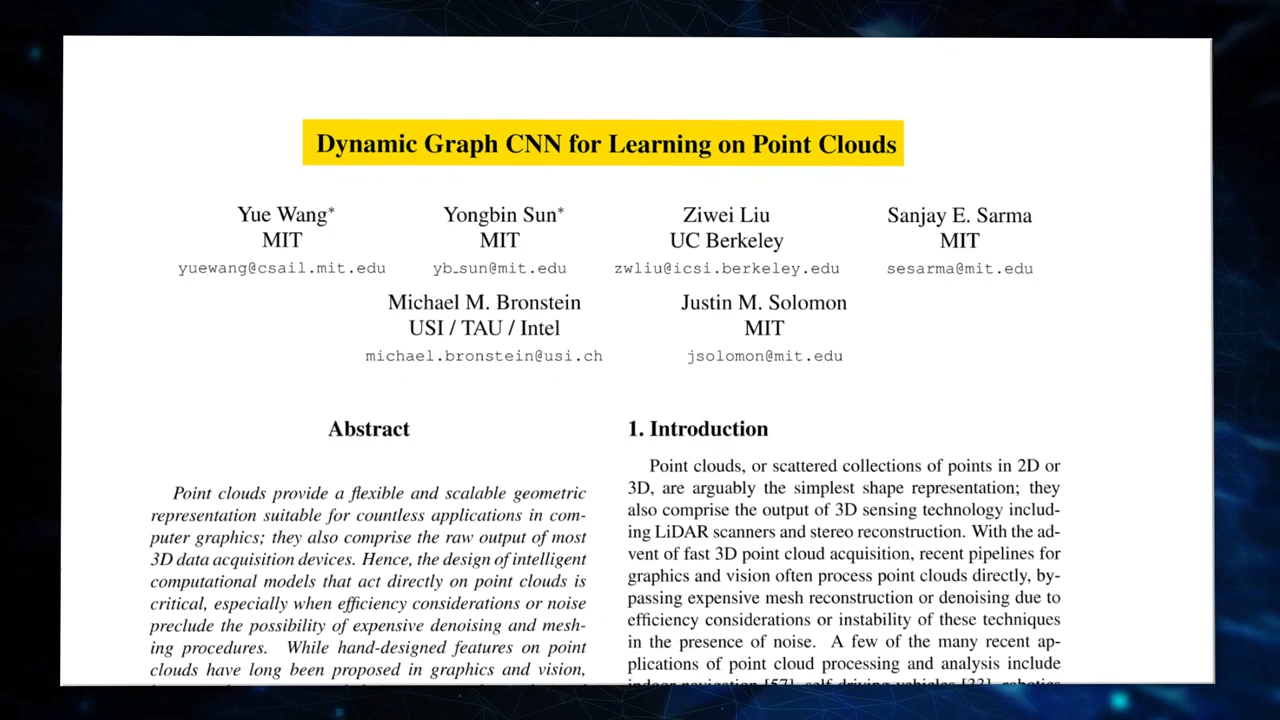 Dynamic Graph CNN for Learning on Point Clouds
Yue Wang*
MIT
yuewang@csail.mit.edu
Yongbin Sun*
MIT
yb_sun@mit.edu
Ziwei Liu
UC Berkeley
zwliu@icsi.berkeley.edu
Sanjay E. Sarma
MIT
sesarma@mit.edu
Michael M. Bronstein
USI / TAU / Intel
michael.bronstein@usi.ch
Justin M. Solomon
MIT
jsolomon@mit.edu
Abstract
Point clouds provide a flexible and scalable geometric
representation suitable for countless applications in com-
puter graphics; they also comprise the raw output of most
3D data acquisition devices. Hence, the design of intelligent
computational models that act directly on point clouds is
critical, especially when efficiency considerations or noise
preclude the possibility of expensive denoising and mesh-
ing procedures. While hand-designed features on point
clouds have long been proposed in graphics and vision,
1. Introduction
Point clouds, or scattered collections of points in 2D or
3D, are arguably the simplest shape representation; they
also comprise the output of 3D sensing technology includ-
ing LiDAR scanners and stereo reconstruction. With the ad-
vent of fast 3D point cloud acquisition, recent pipelines for
graphics and vision often process point clouds directly, by-
passing expensive mesh reconstruction or denoising due to
efficiency considerations or instability of these techniques
in the presence of noise. A few of the many recent ap-
plications of point cloud processing and analysis include
indoor navigation [57], self-driving vehicles [33], robotics